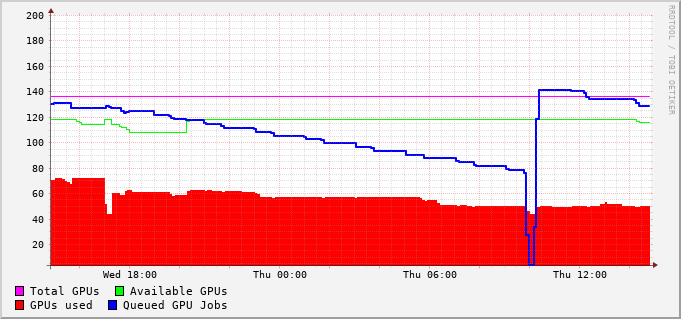 200
180
160
140
120
100
80
60
40
20
Wed 18:00 Thu 00:00 Thu 06:00 Thu 12:00
Total GPUs Available GPUs
GPUs used Queued GPU Jobs
RRDTOOL / TOBI OETIKER